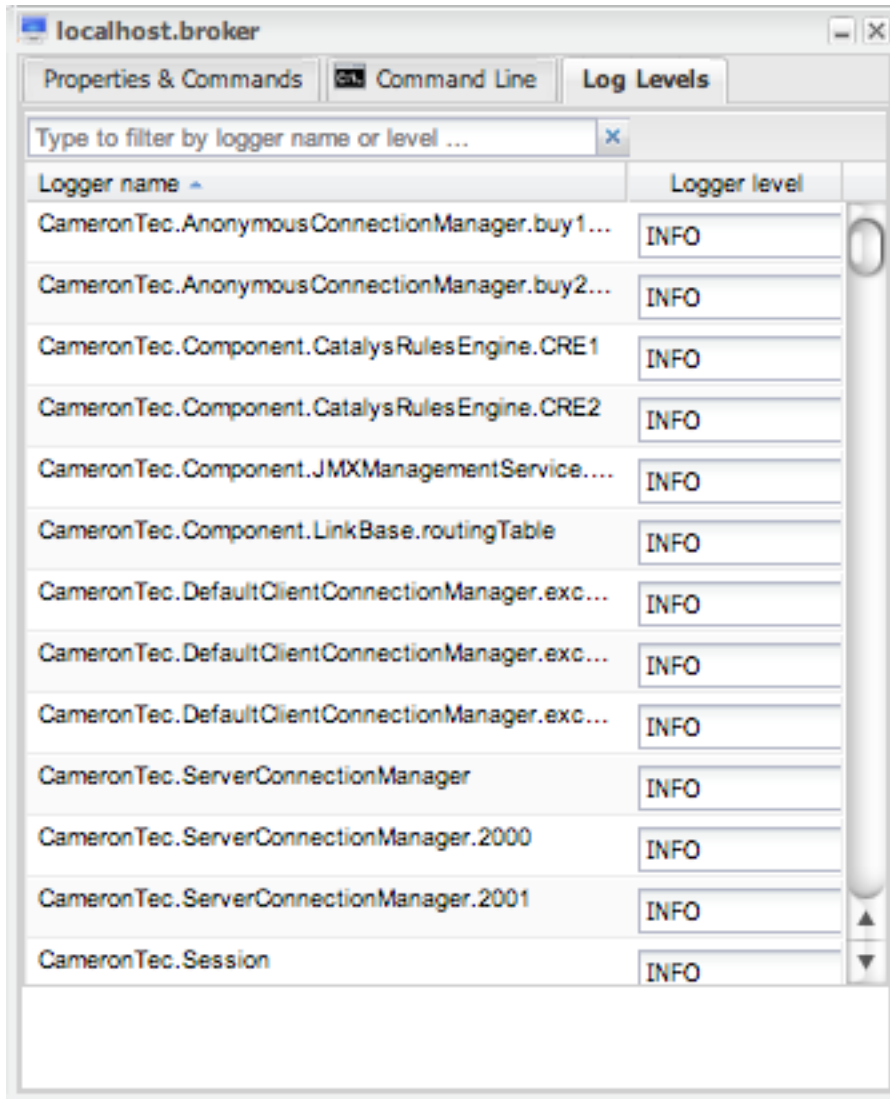 localhost.broker
Properties & Commands Command Line Log Levels
Type to filter by logger name or level ...
Logger name Logger level
CameronTec.AnonymousConnectionManager.buy1... INFO
CameronTec.AnonymousConnectionManager.buy2... INFO
CameronTec.Component.CatalysRulesEngine.CRE1 INFO
CameronTec.Component.CatalysRulesEngine.CRE2 INFO
CameronTec.Component.JMXManagementService.... INFO
CameronTec.Component.LinkBase.routingTable INFO
CameronTec.DefaultClientConnectionManager.exc... INFO
CameronTec.DefaultClientConnectionManager.exc... INFO
CameronTec.DefaultClientConnectionManager.exc... INFO
CameronTec.ServerConnectionManager INFO
CameronTec.ServerConnectionManager.2000 INFO
CameronTec.ServerConnectionManager.2001 INFO
CameronTec.Session INFO